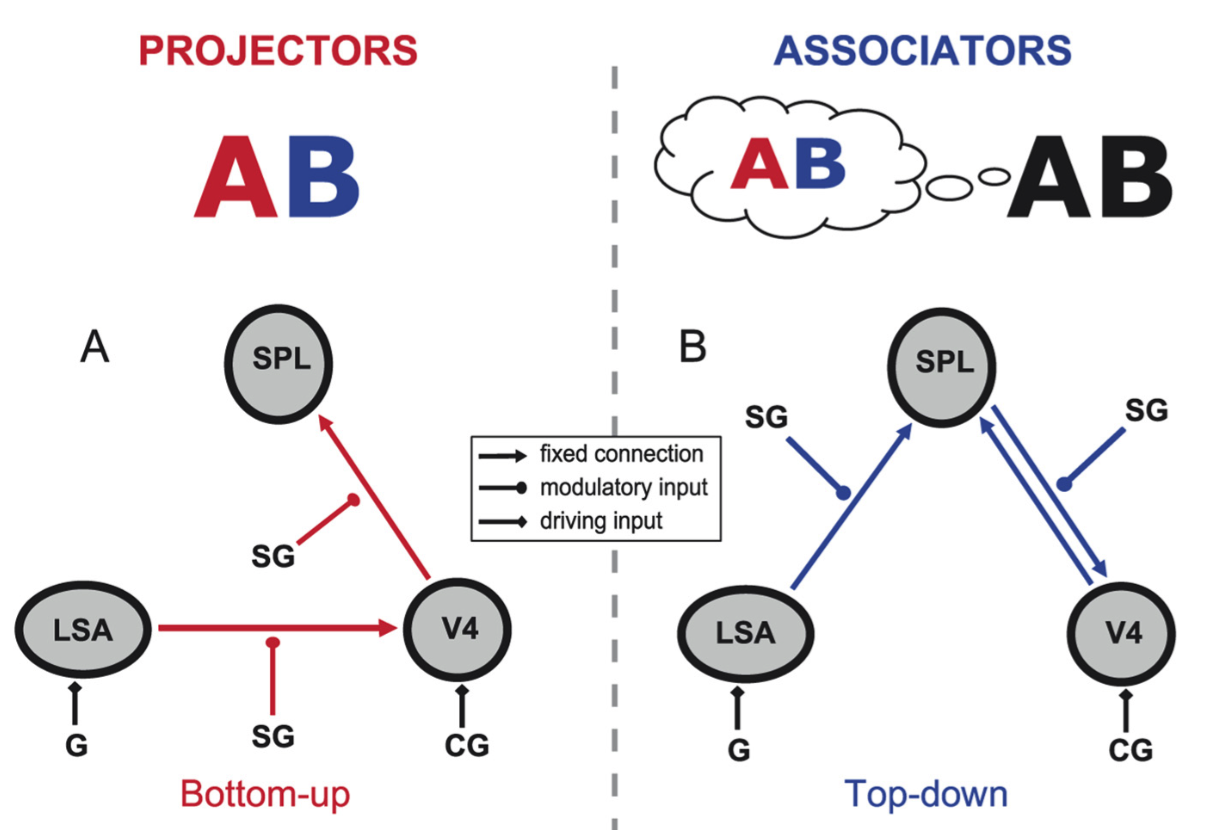 PROJECTORS
AB
ASSOCIATORS
AB
AB
A
SPL
SG
LSA
V4
G
SG
CG
Bottom-up
fixed connection
modulatory input
driving input
B
SPL
SG
SG
LSA
V4
G
CG
Top-down